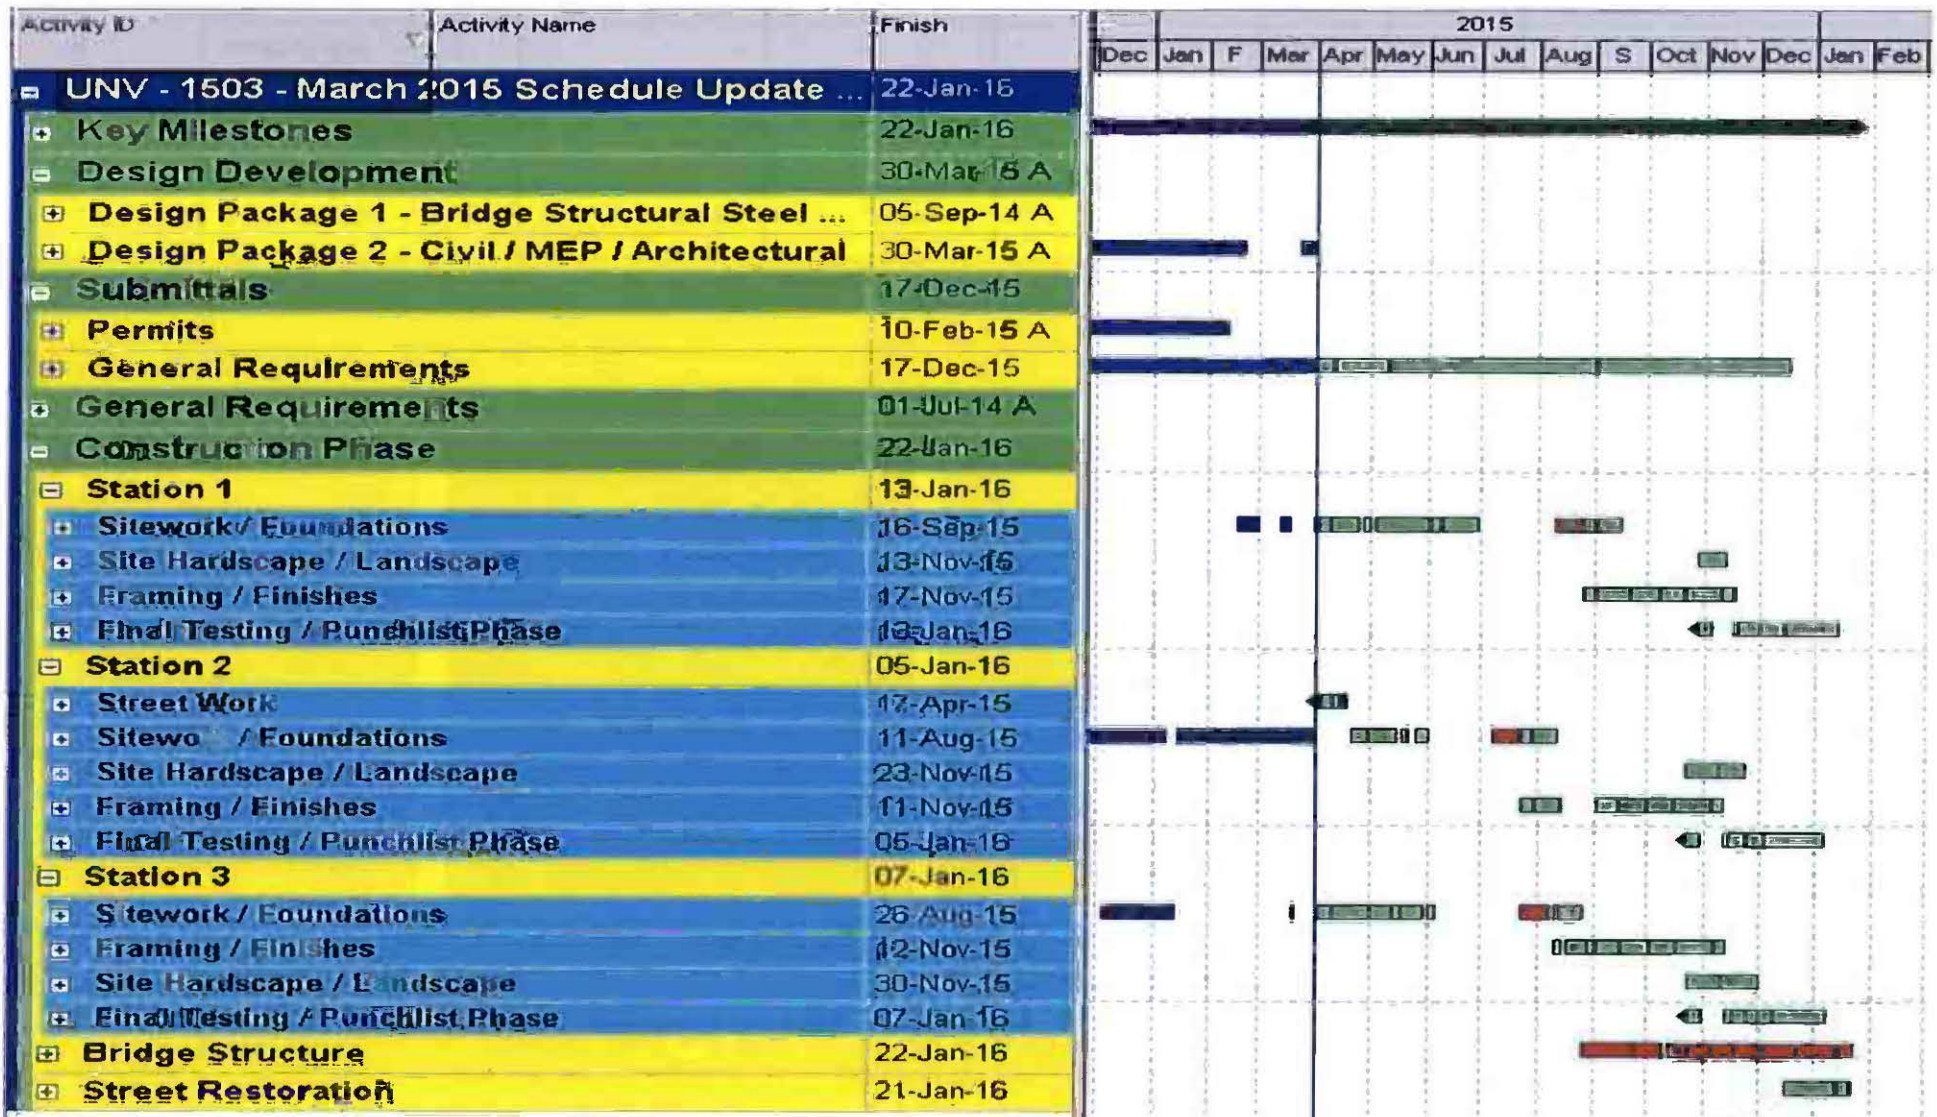 Activity ID Activity Name Finish 2015
Dec Jan F Mar Apr May Jun Jul Aug S Oct Nov Dec Jan Feb
UNV - 1503 - March 2015 Schedule Update ... 22-Jan-16
Key Milestones 22-Jan-16
Design Development 30-Mar-15 A
Design Package 1 - Bridge Structural Steel ... 05-Sep-14 A
Design Package 2 - Civil / MEP / Architectural 30-Mar-15 A
Submittals 17-Dec-15
Permits 10-Feb-15 A
General Requirements 17-Dec-15
General Requirements 01-Jul-14 A
Construction Phase 22-Jan-16
Station 1 13-Jan-16
Sitework / Foundations 16-Sep-15
Site Hardscape / Landscape 13-Nov-15
Framing / Finishes 17-Nov-15
Final Testing / Punchlist Phase 13-Jan-16
Station 2 05-Jan-16
Street Work 17-Apr-15
Sitewo / Foundations 11-Aug-15
Site Hardscape / Landscape 23-Nov-15
Framing / Finishes 11-Nov-15
Final Testing / Punchlist Phase 05-Jan-16
Station 3 07-Jan-16
Sitework / Foundations 26-Aug-15
Framing / Finishes 12-Nov-15
Site Hardscape / Landscape 30-Nov-15
Final Testing / Punchlist Phase 07-Jan-16
Bridge Structure 22-Jan-16
Street Restoration 21-Jan-16